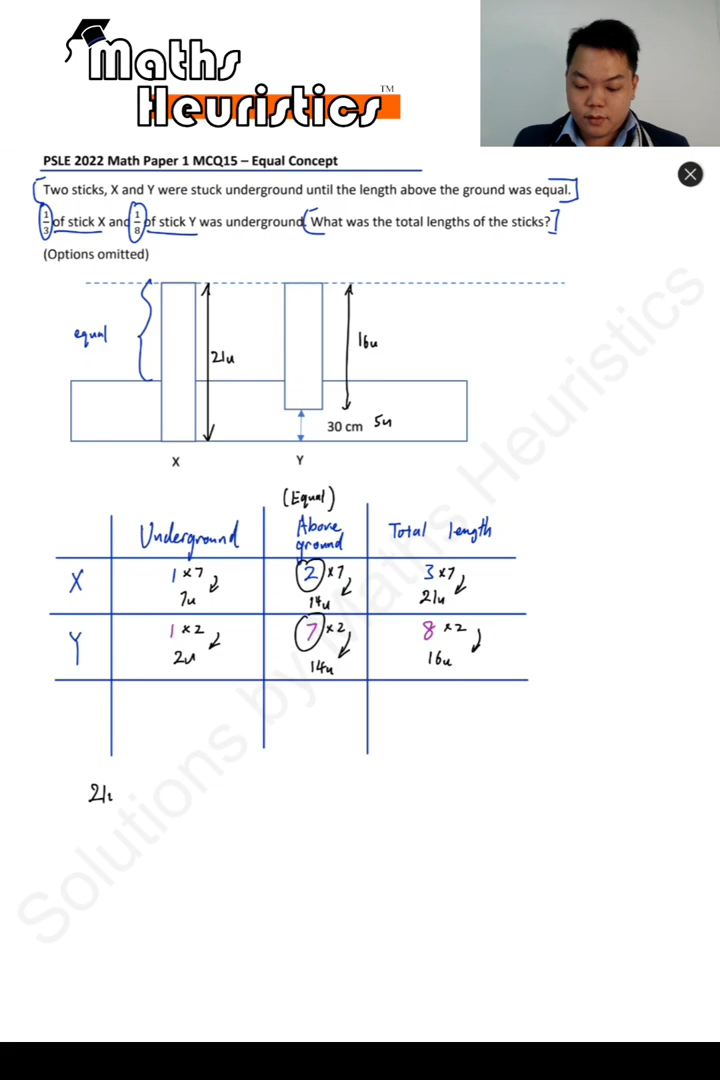 Maths
Heuristics TM
PSLE 2022 Math Paper 1 MCQ15 – Equal Concept
Two sticks, X and Y were stuck underground until the length above the ground was equal.
1/3 of stick X and 1/8 of stick Y was underground. What was the total lengths of the sticks?
(Options omitted)
equal
21u
16u
30 cm 5u
X Y
(Equal)
Underground Above ground Total length
X 1 ×7 2 ×7 3 ×7
7u 14u 21u
Y 1 ×2 7 ×2 8 ×2
2u 14u 16u
Solutions by Maths Heuristics